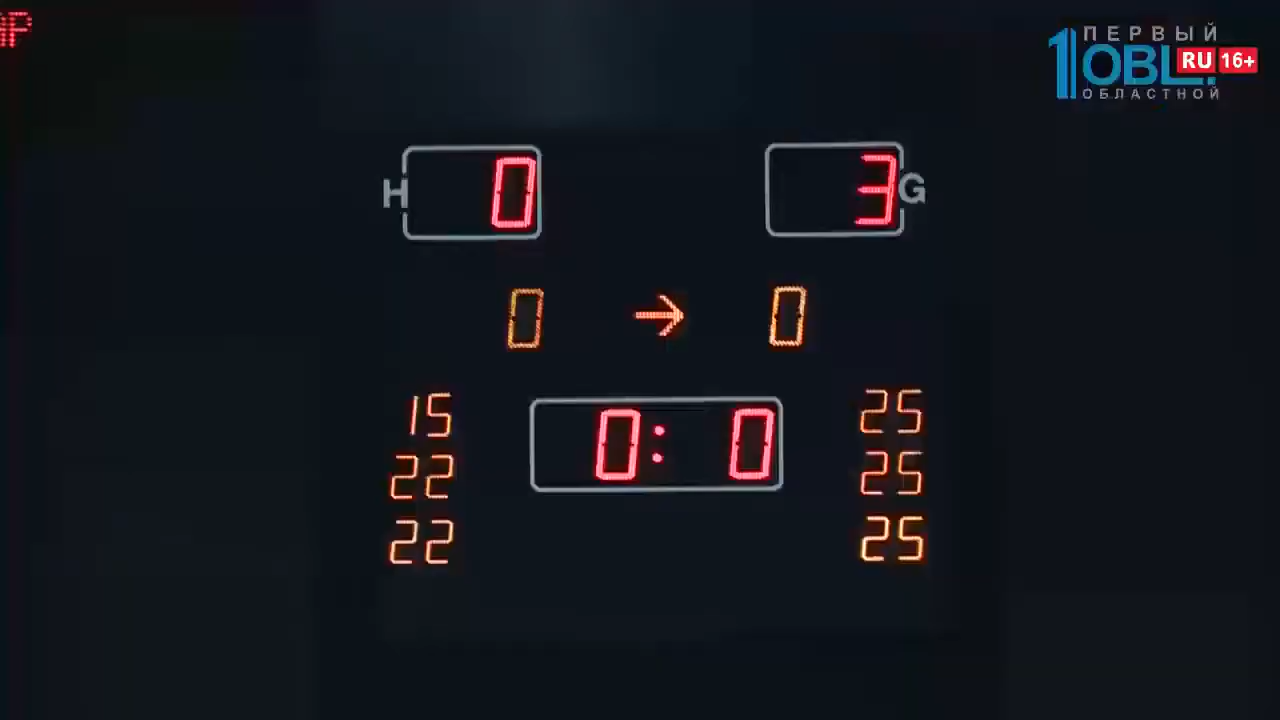 ПЕРВЫЙ
1OBL.
RU 16+
ОБЛАСТНОЙ
H 0 3 G
0 → 0
15 25
0: 0
22 25
22 25